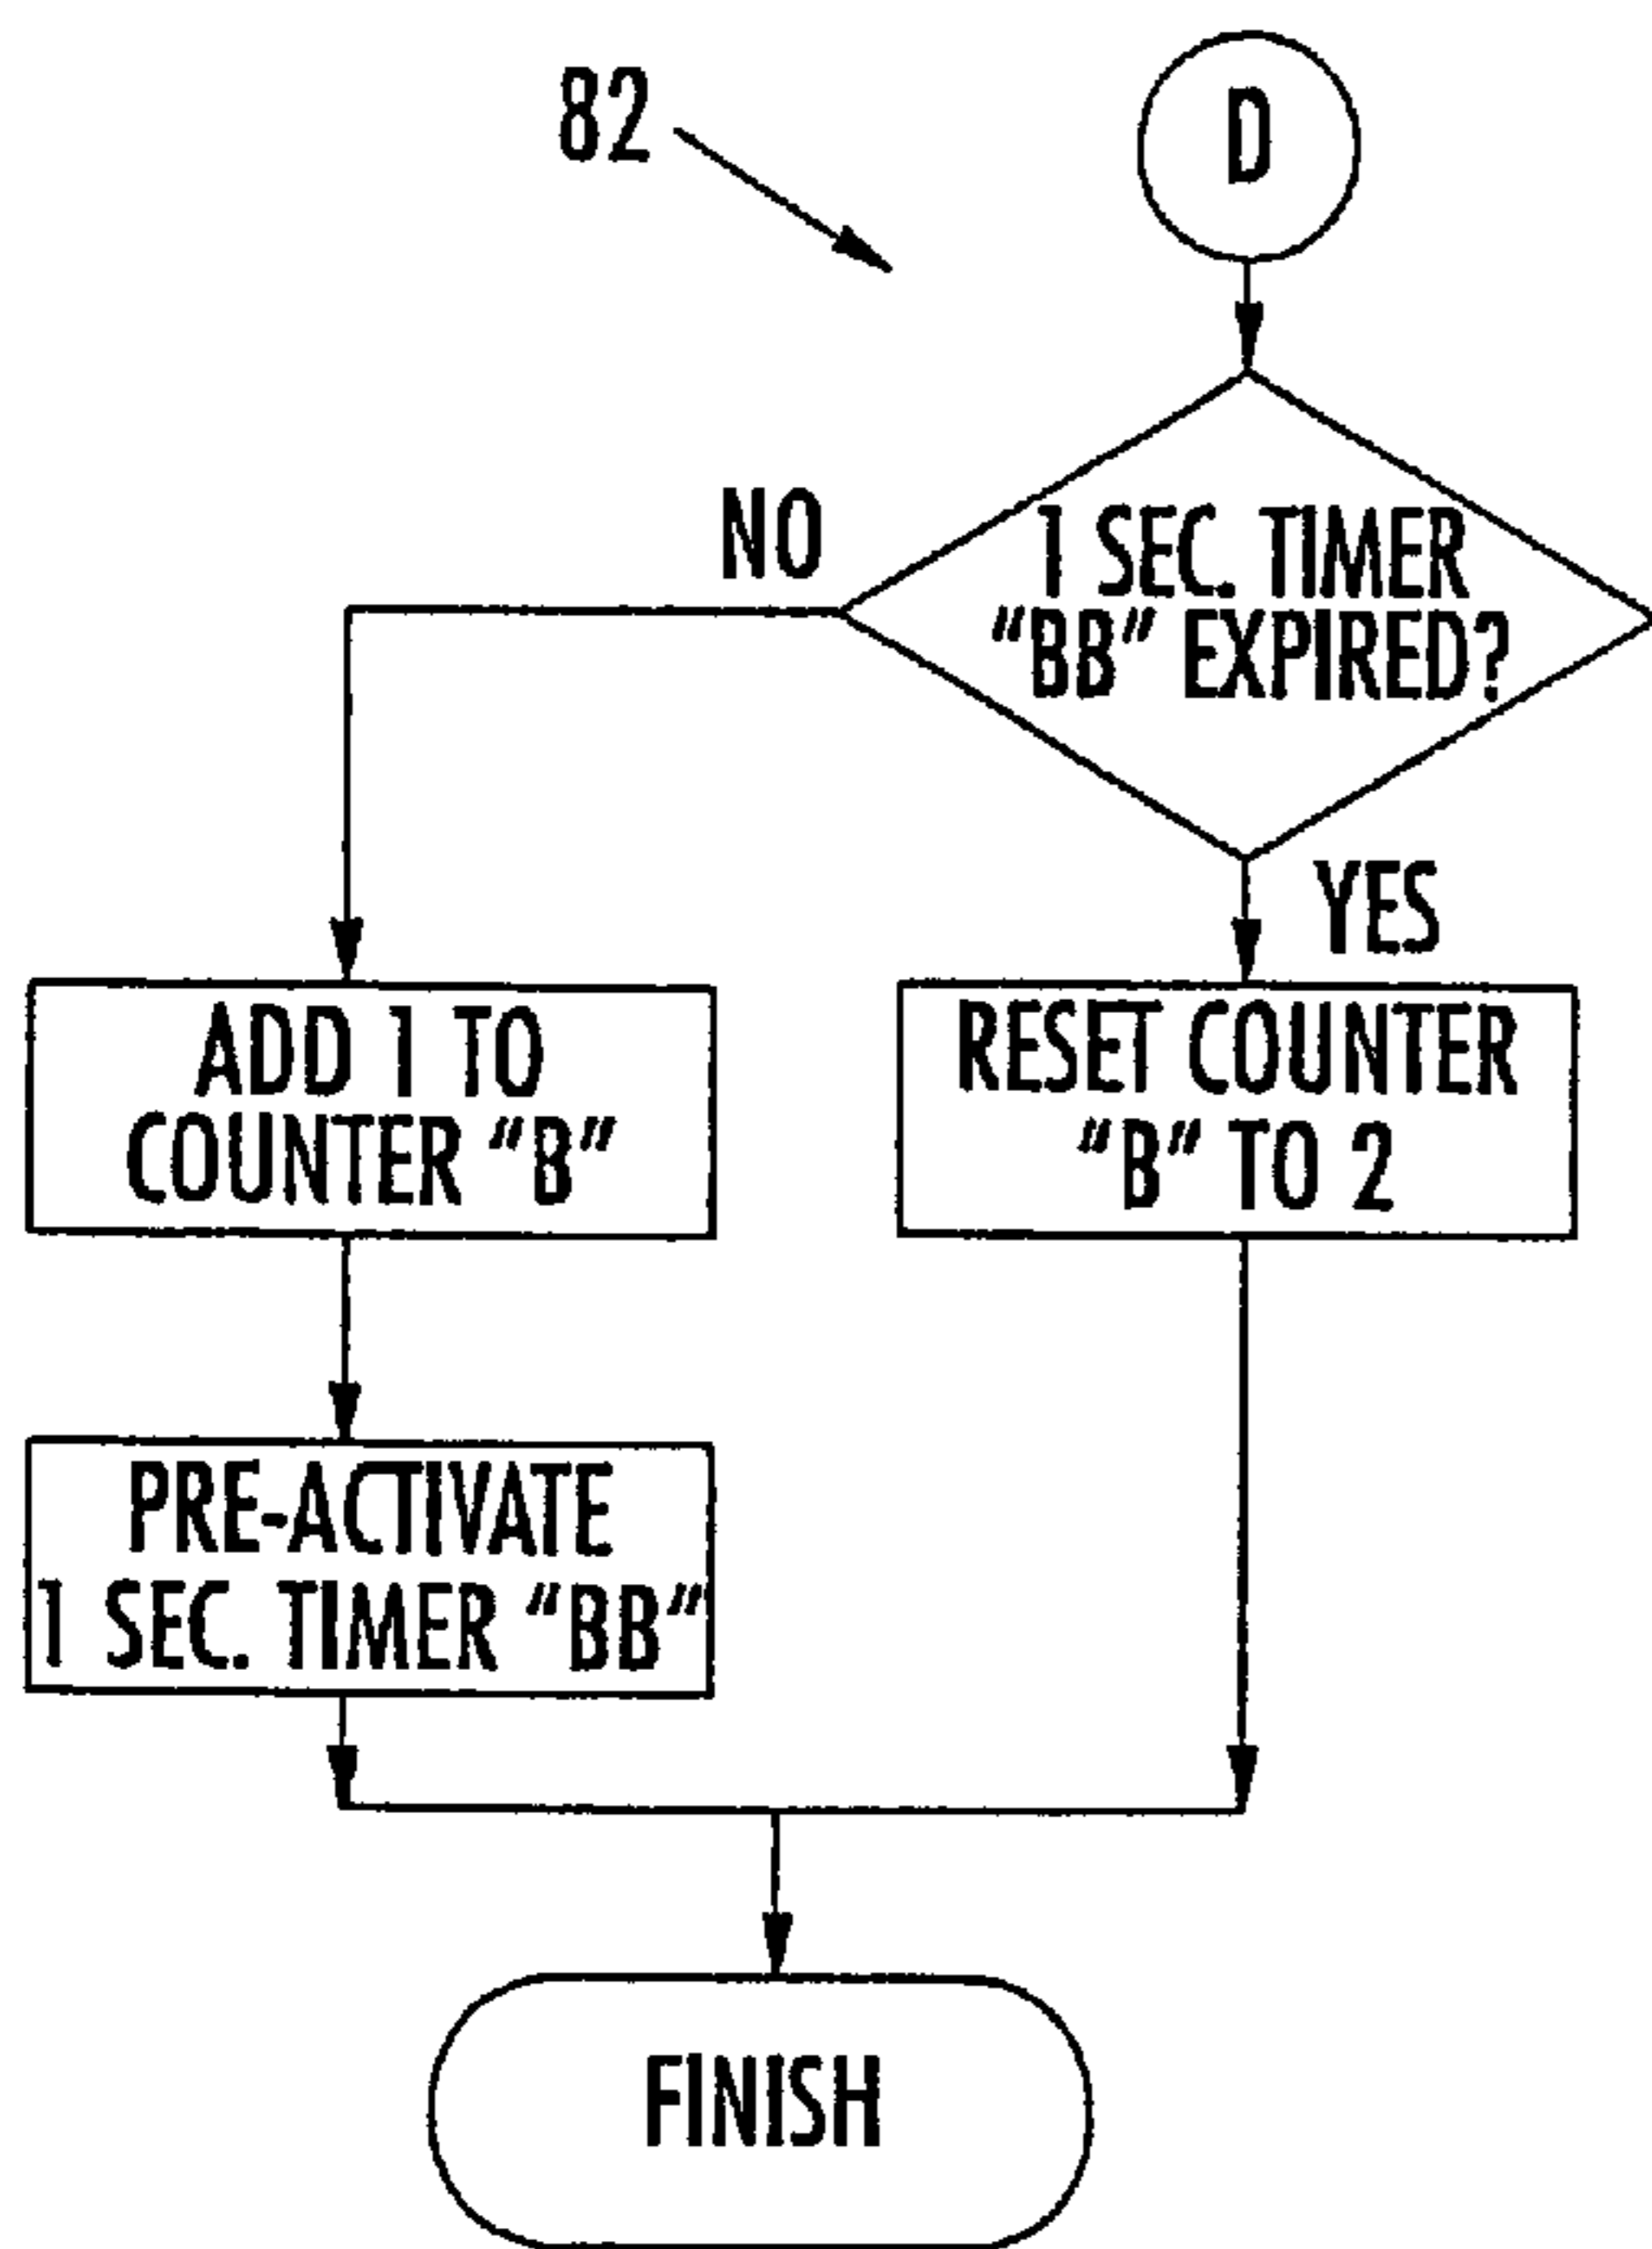 82
D
1 SEC. TIMER
"BB" EXPIRED?
NO
YES
ADD 1 TO
COUNTER "B"
RESET COUNTER
"B" TO 2
PRE-ACTIVATE
1 SEC. TIMER "BB"
FINISH